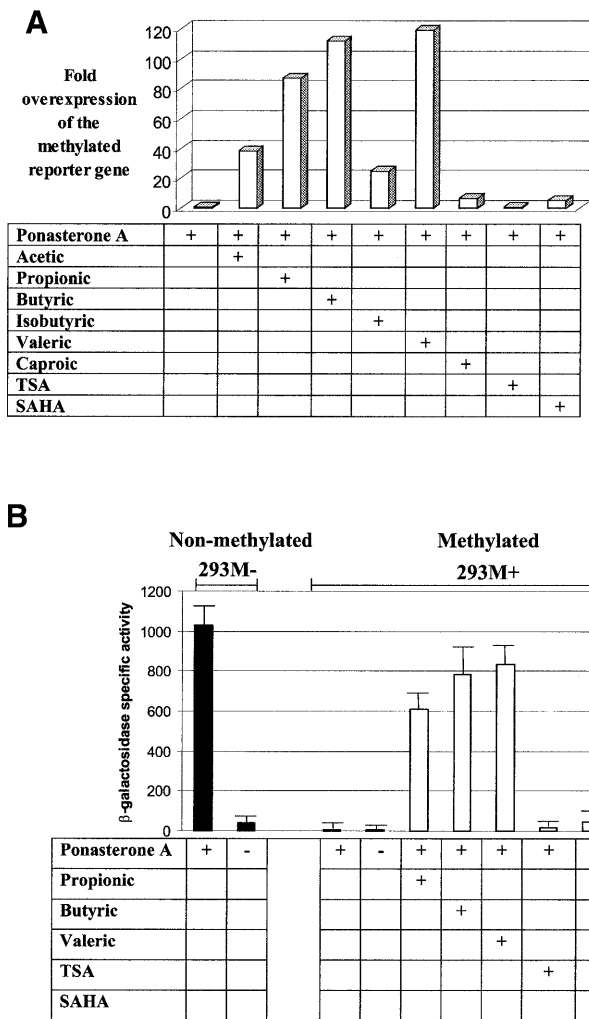 A
Fold
overexpression
of the
methylated
reporter gene
120
100
80
60
40
20
0
Ponasterone A + + + + + + + + +
Acetic +
Propionic +
Butyric +
Isobutyric +
Valeric +
Caproic +
TSA +
SAHA +
B
Non-methylated Methylated
293M- 293M+
β-galactosidase specific activity
1200
1000
800
600
400
200
0
Ponasterone A + - + - + + + +
Propionic +
Butyric +
Valeric +
TSA +
SAHA